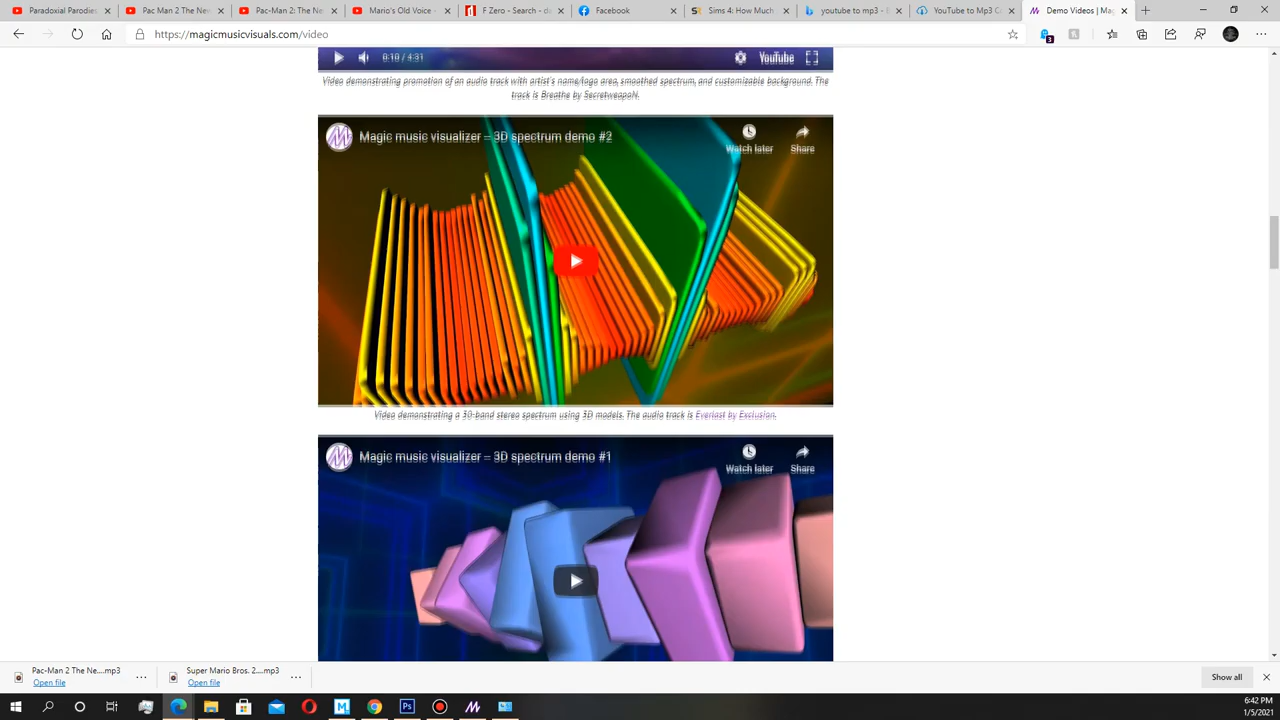 Paradoxial Parodies
Pac Man 2 The New
Pac-Man 2: The Ne
Mario's Old Voice -
F Zero - Search - d
Facebook
Sims 4: How Much
youtube to mp3 -
YouTube to MP3 C
Demo Videos | Mag
https://magicmusicvisuals.com/video
3
0:10 / 4:31
YouTube
Video demonstrating promotion of an audio track with artist's name/logo area, smoothed spectrum, and customizable background. The
track is Breathe by SecretweapoN.
Magic music visualizer – 3D spectrum demo #2
Watch later
Share
Video demonstrating a 30-band stereo spectrum using 3D models. The audio track is Everlast by Exclusion.
Magic music visualizer – 3D spectrum demo #1
Watch later
Share
Pac-Man 2 The Ne....mp3
Open file
Super Mario Bros. 2....mp3
Open file
Show all
6:42 PM
1/5/2021